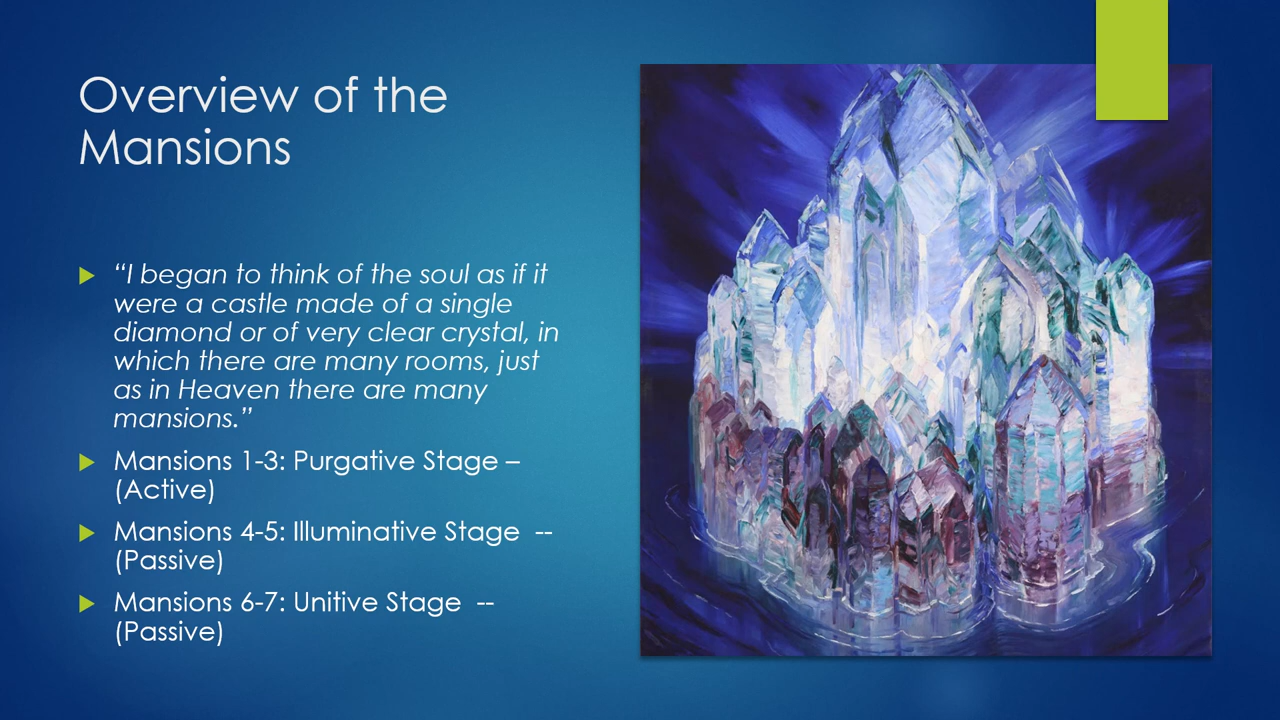 Overview of the
Mansions
“I began to think of the soul as if it
were a castle made of a single
diamond or of very clear crystal, in
which there are many rooms, just
as in Heaven there are many
mansions.”
Mansions 1-3: Purgative Stage –
(Active)
Mansions 4-5: Illuminative Stage  --
(Passive)
Mansions 6-7: Unitive Stage  --
(Passive)